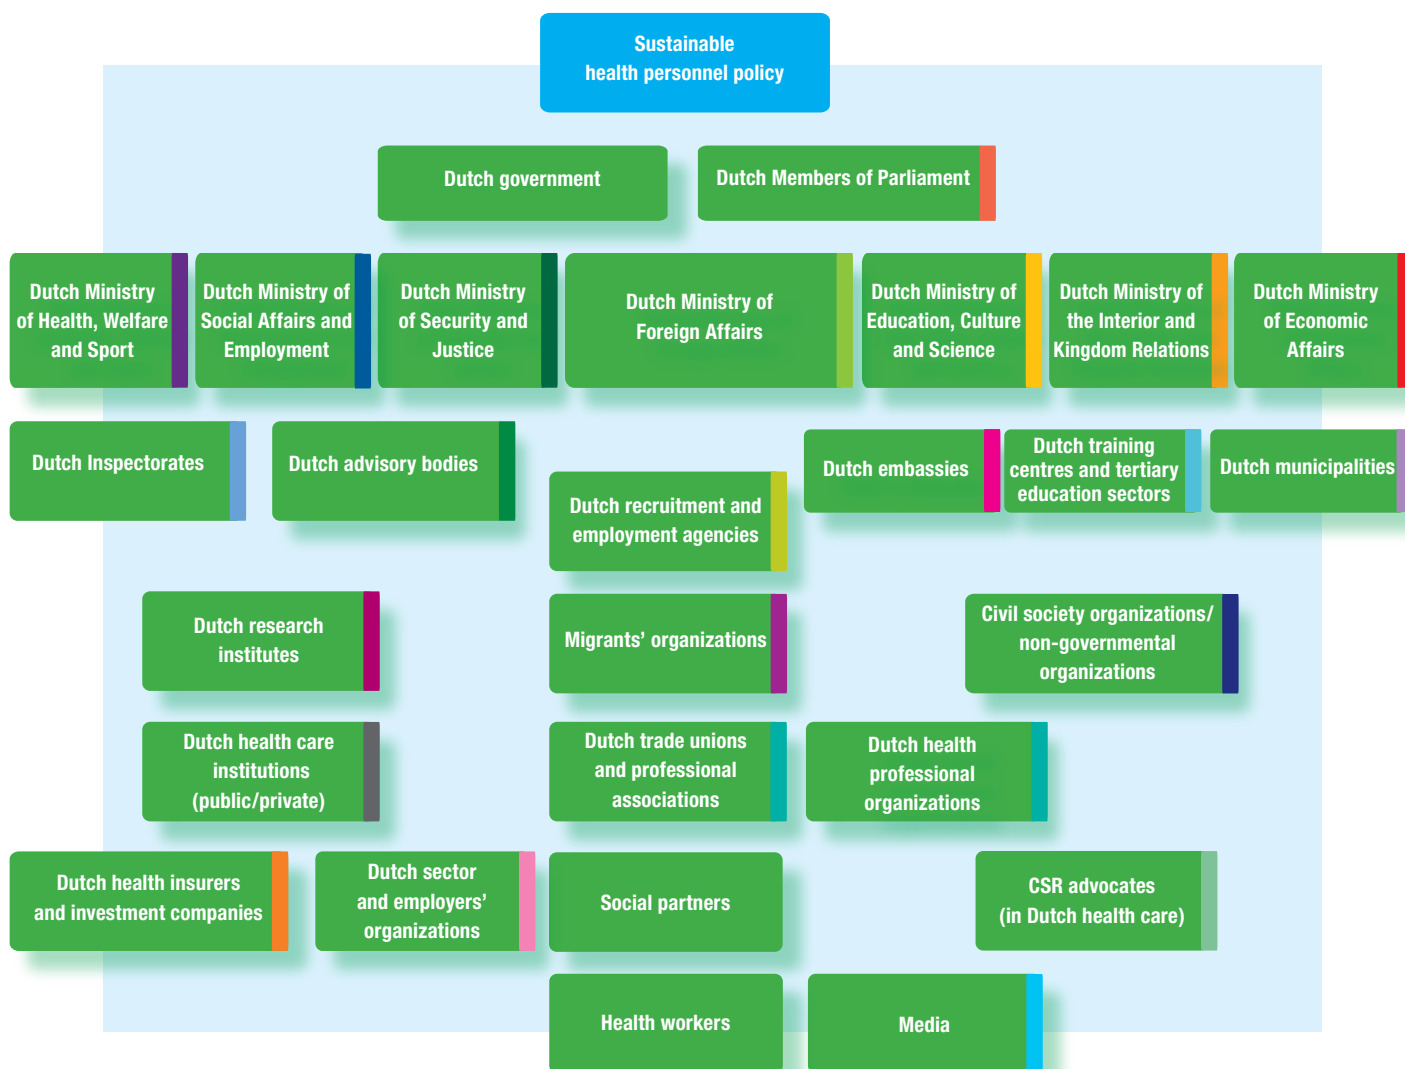 Sustainable
health personnel policy
Dutch government
Dutch Members of Parliament
Dutch Ministry
of Health, Welfare
and Sport
Dutch Ministry of
Social Affairs and
Employment
Dutch Ministry
of Security and
Justice
Dutch Ministry of
Foreign Affairs
Dutch Ministry of
Education, Culture
and Science
Dutch Ministry of
the Interior and
Kingdom Relations
Dutch Ministry
of Economic
Affairs
Dutch Inspectorates
Dutch advisory bodies
Dutch recruitment and
employment agencies
Dutch embassies
Dutch training
centres and tertiary
education sectors
Dutch municipalities
Dutch research
institutes
Migrants’ organizations
Civil society organizations/
non-governmental
organizations
Dutch health care
institutions
(public/private)
Dutch trade unions
and professional
associations
Dutch health
professional
organizations
Dutch health insurers
and investment companies
Dutch sector
and employers’
organizations
Social partners
CSR advocates
(in Dutch health care)
Health workers
Media